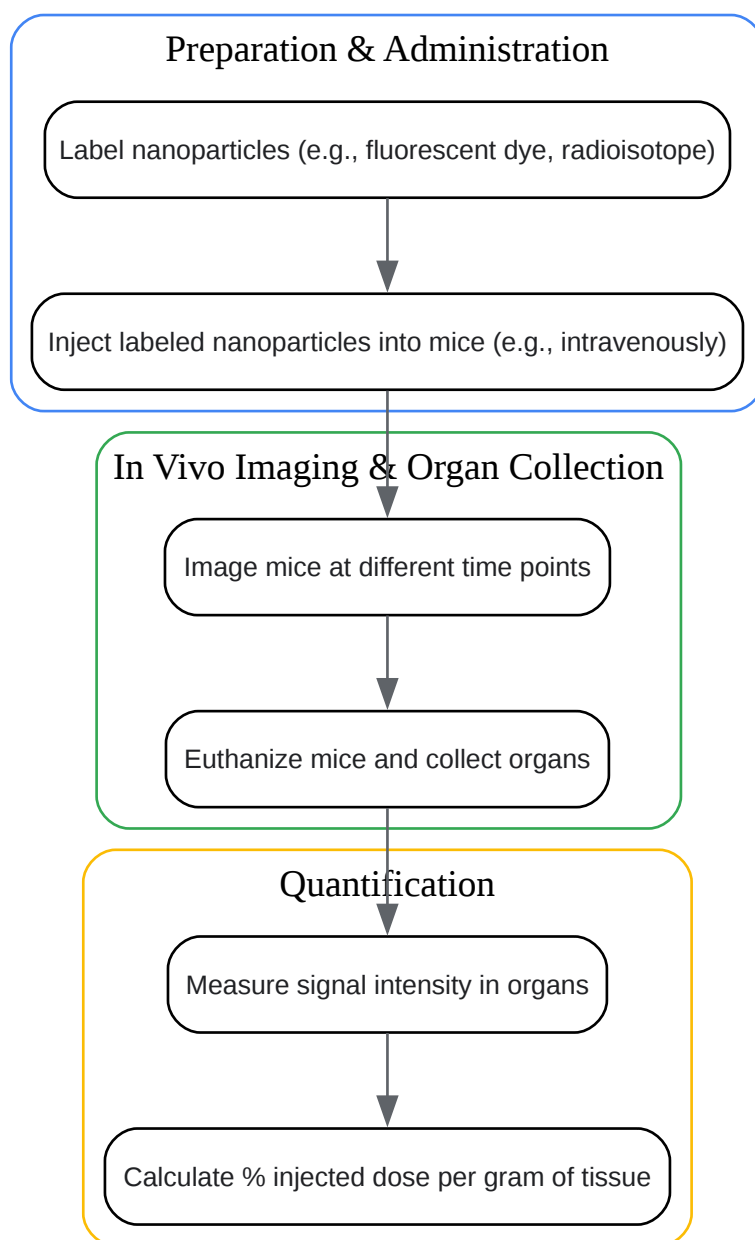 Preparation & Administration
Label nanoparticles (e.g., fluorescent dye, radioisotope)
Inject labeled nanoparticles into mice (e.g., intravenously)
In Vivo Imaging & Organ Collection
Image mice at different time points
Euthanize mice and collect organs
Quantification
Measure signal intensity in organs
Calculate % injected dose per gram of tissue